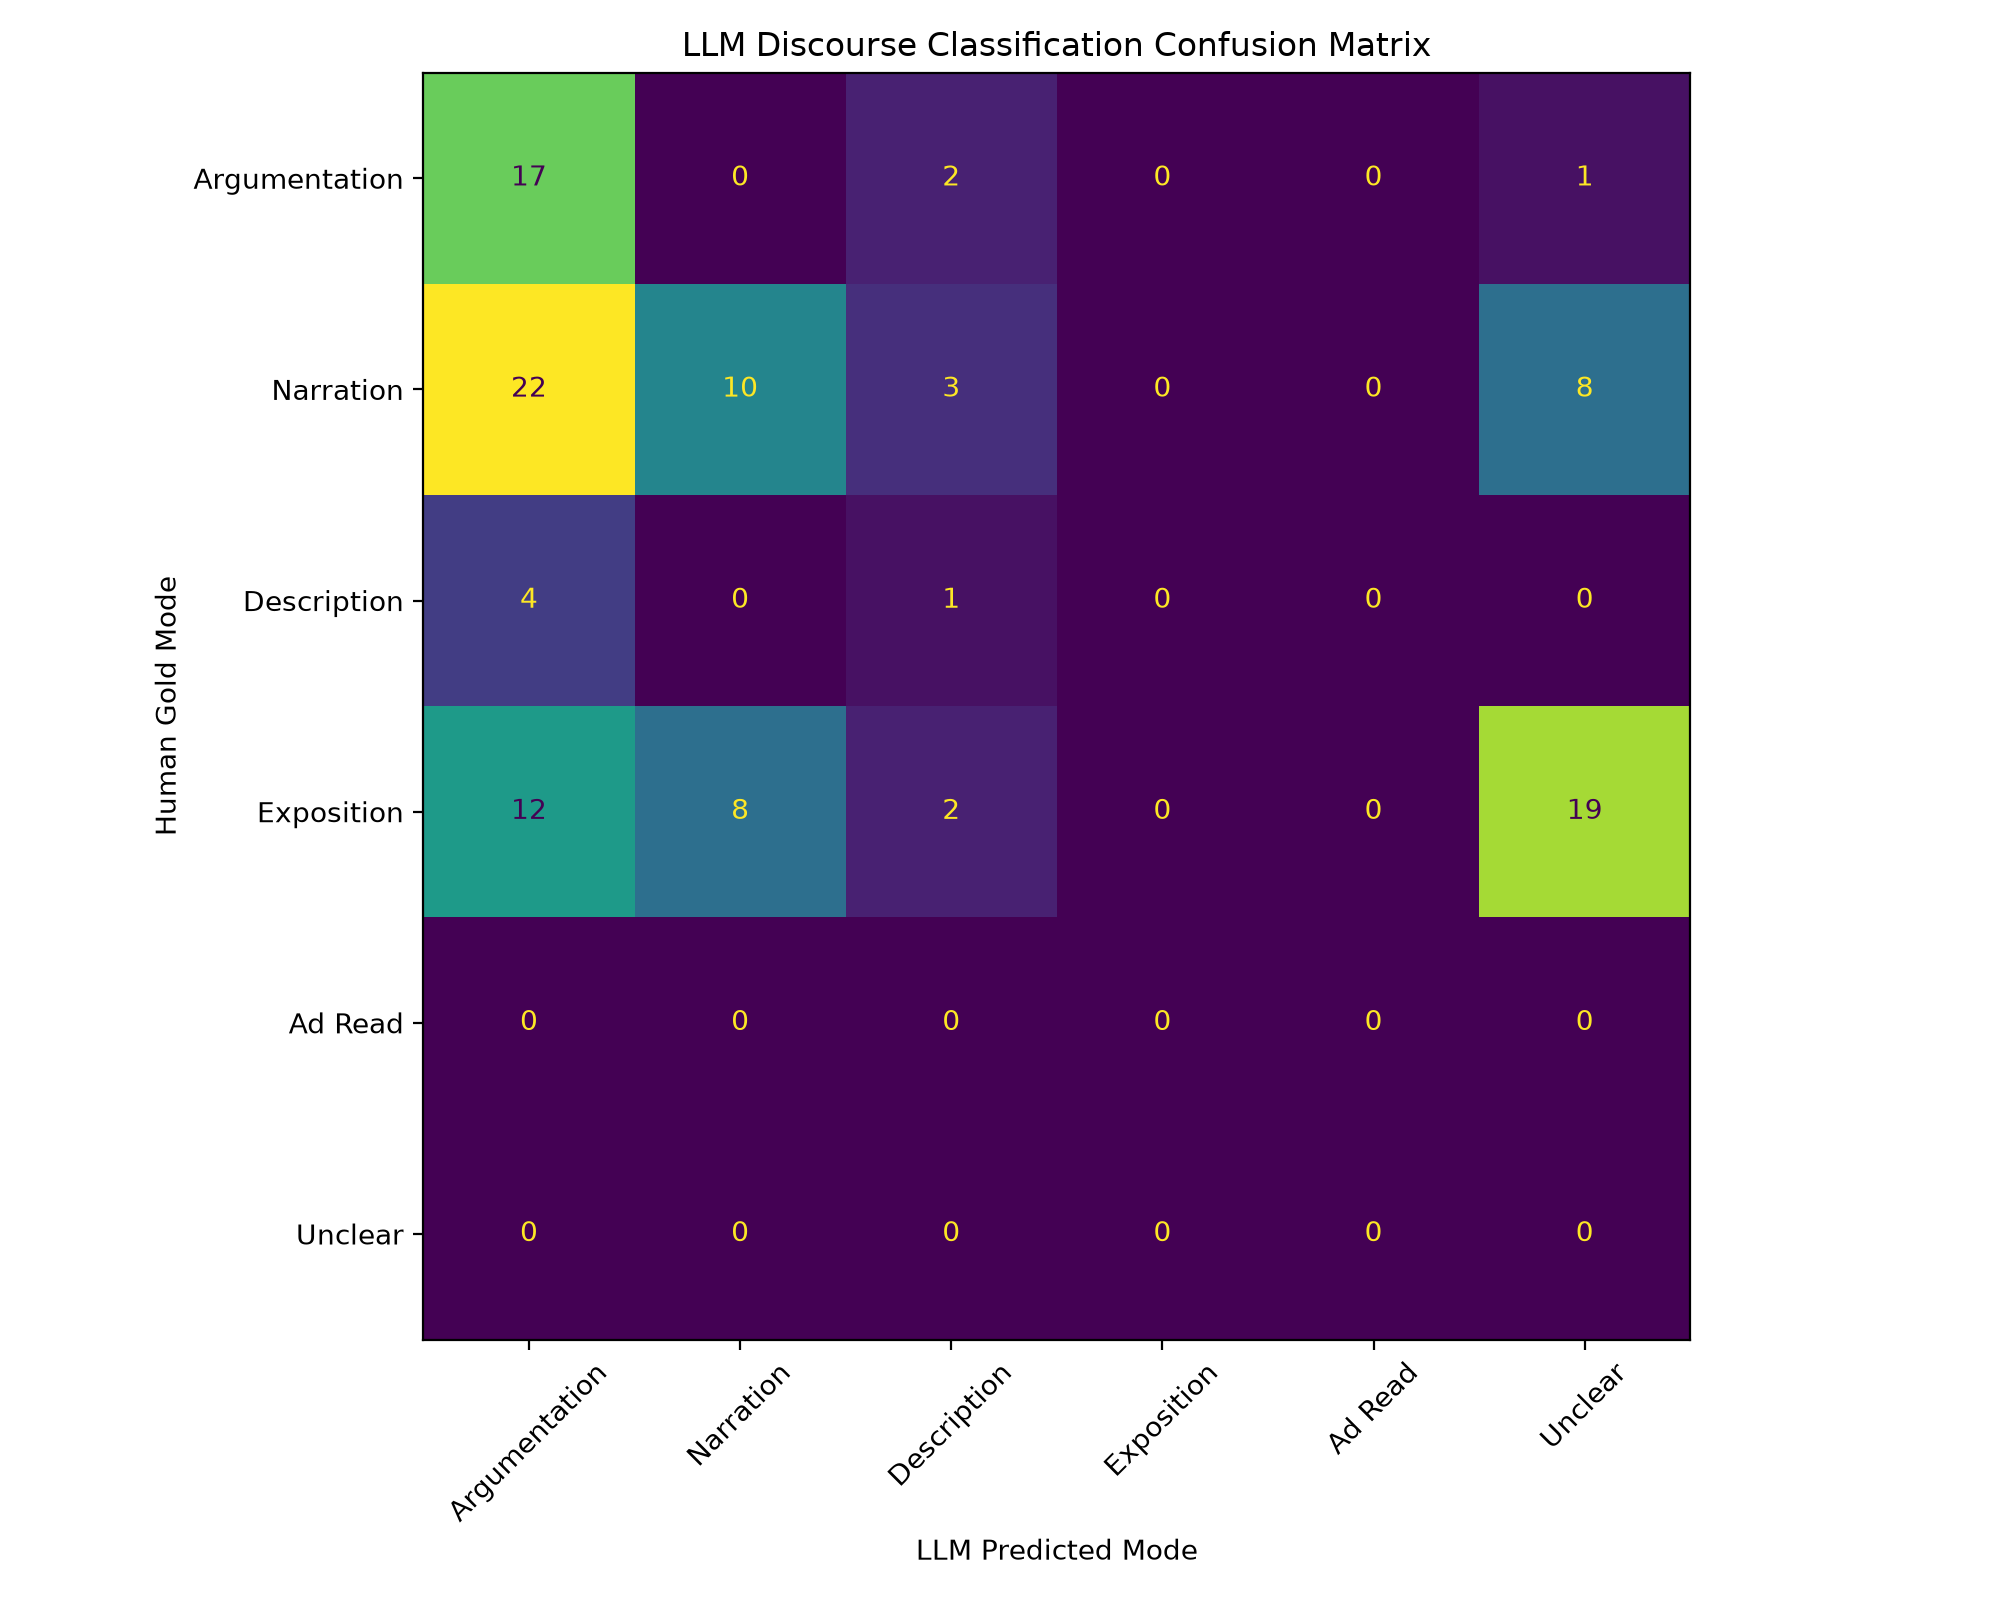 LLM Discourse Classification Confusion Matrix
Argumentation 17 0 2 0 0 1
Narration 22 10 3 0 0 8
Description 4 0 1 0 0 0
Exposition 12 8 2 0 0 19
Ad Read 0 0 0 0 0 0
Unclear 0 0 0 0 0 0
Human Gold Mode
Argumentation Narration Description Exposition Ad Read Unclear
LLM Predicted Mode